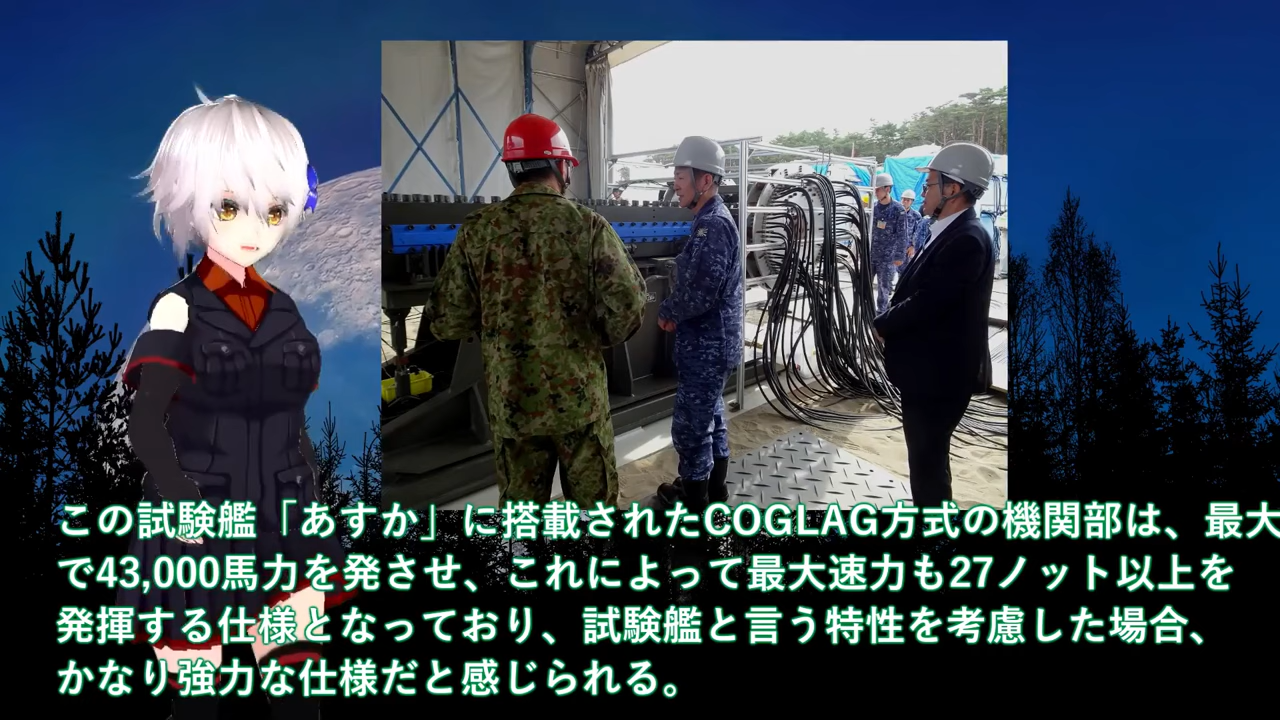 この試験艦「あすか」に搭載されたCOGLAG方式の機関部は、最大
で43,000馬力を発させ、これによって最大速力も27ノット以上を
発揮する仕様となっており、試験艦と言う特性を考慮した場合、
かなり強力な仕様だと感じられる。